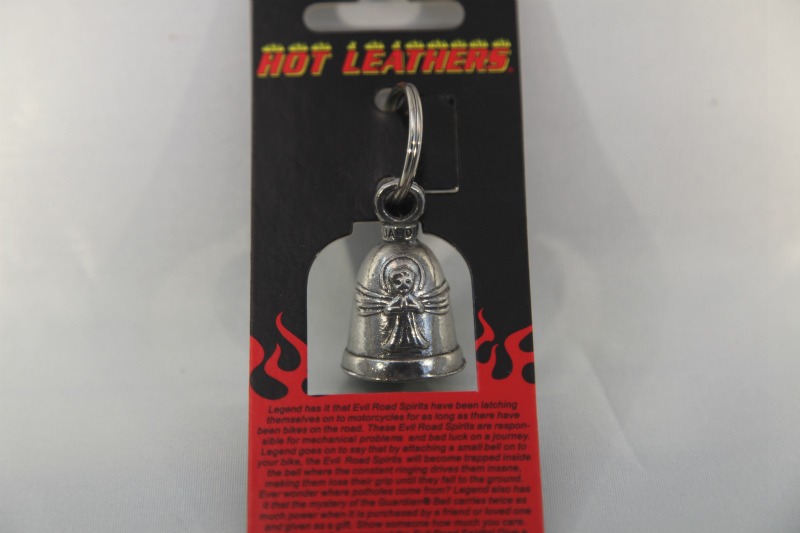 HOT LEATHERS
Legend has it that Evil Road Spirits have been latching
themselves on to motorcycles for as long as there have
been bikes on the road. These Evil Road Spirits are respon-
sible for mechanical problems and bad luck on a journey.
Legend goes on to say that by attaching a small bell on to
your bike, the Evil Road Spirits will become trapped inside
the bell where the constant ringing drives them insane,
making them lose their grip until they fall to the ground.
Ever wonder where potholes come from? Legend also has
it that the mystery of the Guardian® Bell carries twice as
much power when it is purchased by a friend or loved one
and given as a gift. Show someone how much you care.